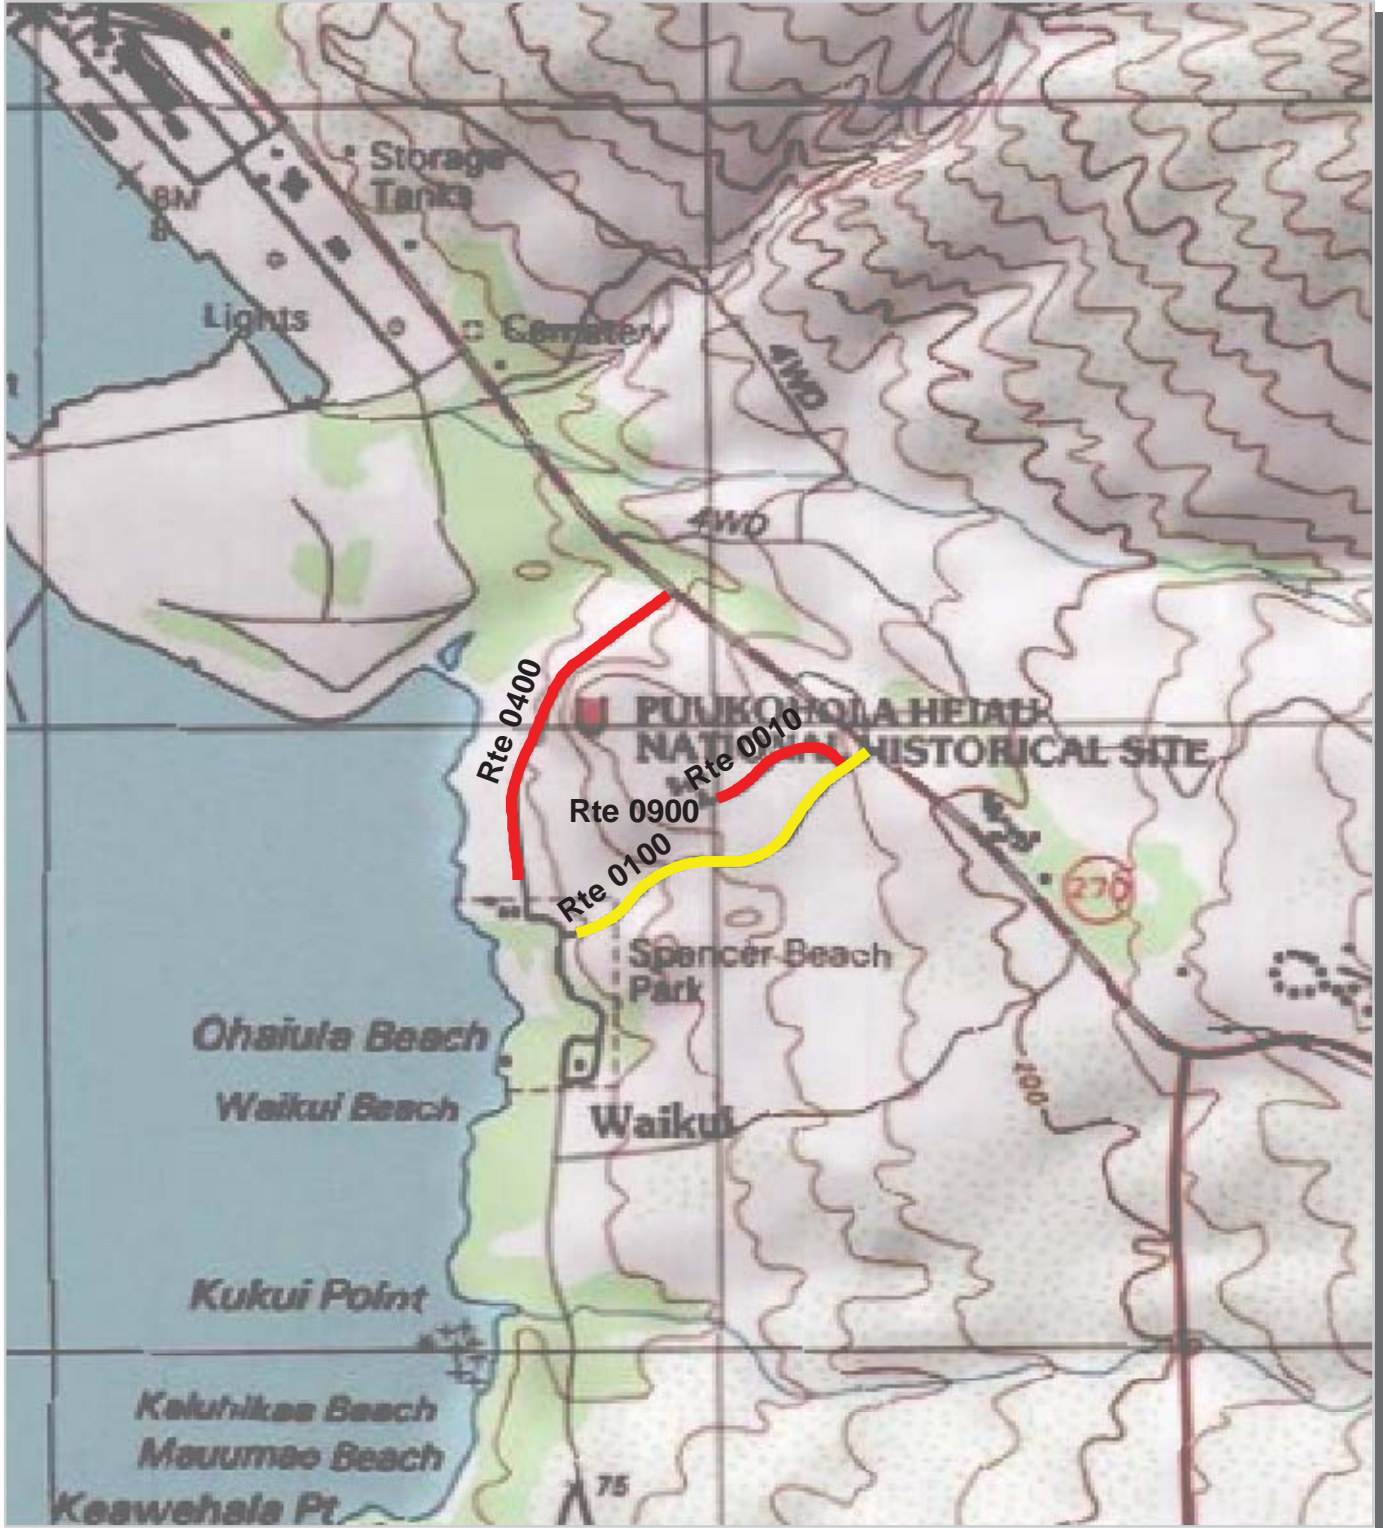 Storage
Tanks
BM
8
Lights
Cemetery
4WD
4WD
Rte 0400
PUUKOHOLA HEIAU
NATIONAL HISTORICAL SITE
Rte 0010
Rte 0900
Rte 0100
270
Spencer Beach
Park
Ohaiula Beach
Waikui Beach
Waikui
100
Kukui Point
Kaluhikaa Beach
Mauumae Beach
Keawehala Pt
75